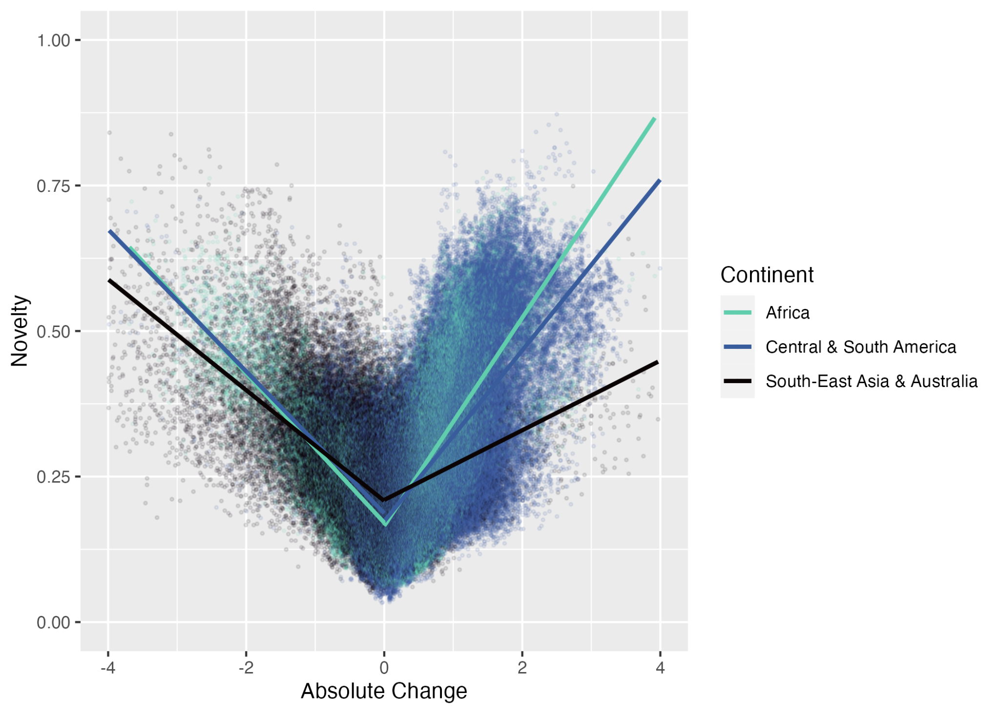 1.00
0.75
0.50
0.25
0.00
Novelty
-4
-2
0
2
4
Absolute Change
Continent
Africa
Central & South America
South-East Asia & Australia